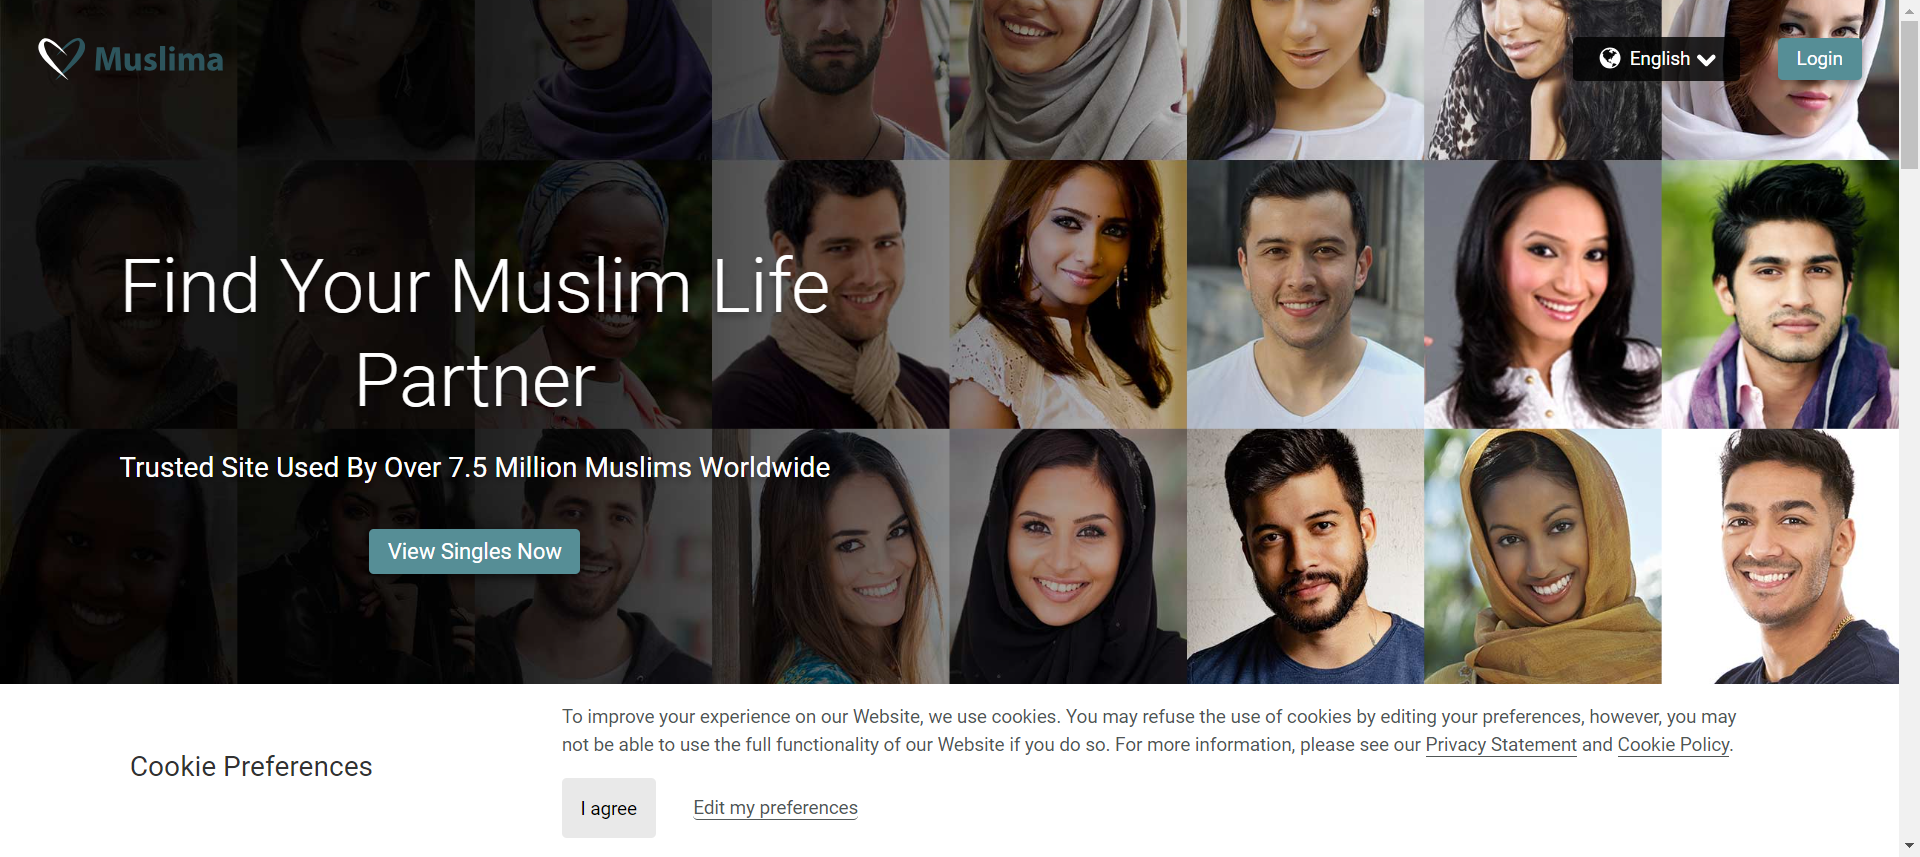 Muslima
English
Login
Find Your Muslim Life
Partner
Trusted Site Used By Over 7.5 Million Muslims Worldwide
View Singles Now
Cookie Preferences
To improve your experience on our Website, we use cookies. You may refuse the use of cookies by editing your preferences, however, you may
not be able to use the full functionality of our Website if you do so. For more information, please see our Privacy Statement and Cookie Policy.
I agree
Edit my preferences